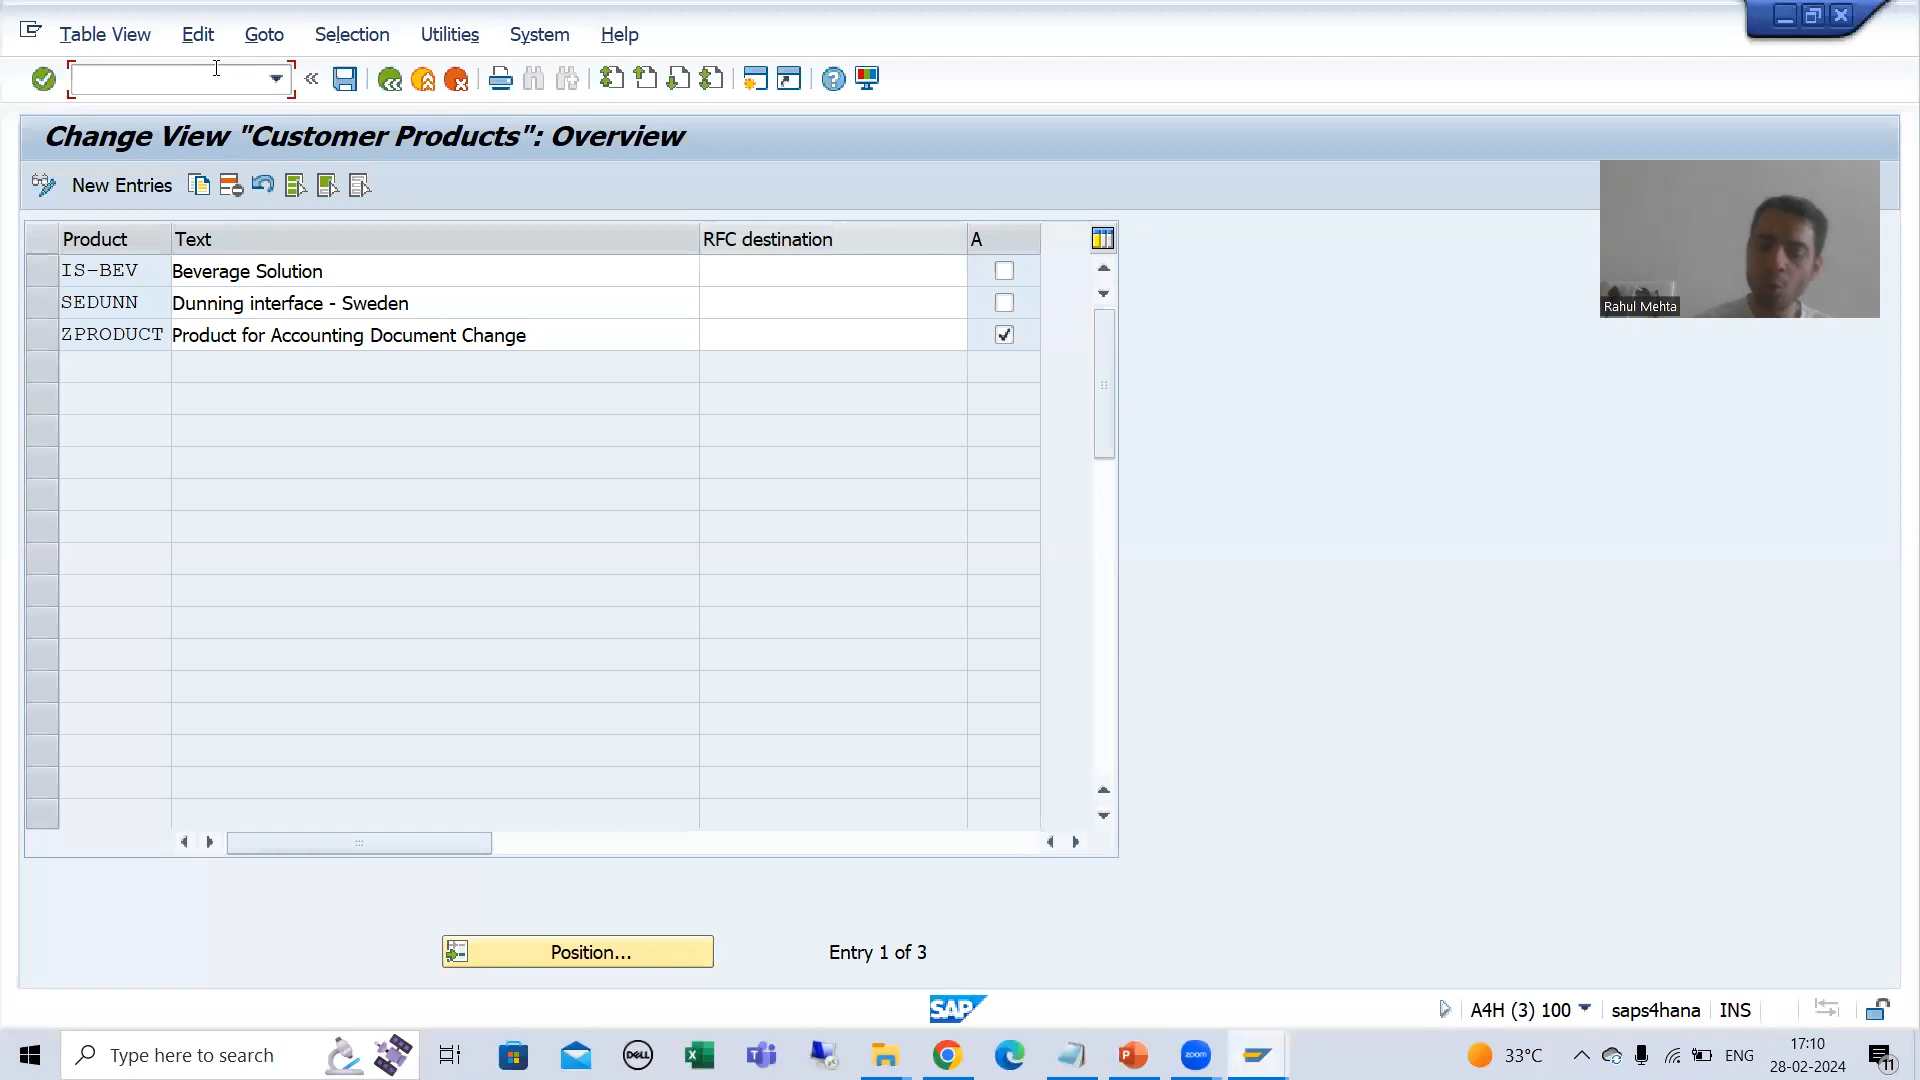 Table View Edit Goto Selection Utilities System Help
Change View "Customer Products": Overview
New Entries
Product Text RFC destination A
IS-BEV Beverage Solution
SEDUNN Dunning interface - Sweden
ZPRODUCT Product for Accounting Document Change
Rahul Mehta
Position... Entry 1 of 3
SAP A4H (3) 100 saps4hana INS
Type here to search DELL zoom 33°C ENG 17:10
28-02-2024 11